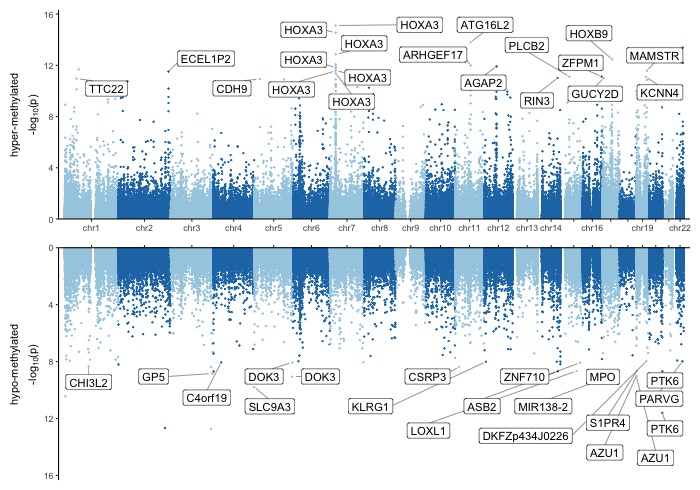 hyper-methylated
-log₁₀(p)
16
12
8
4
0
HOXA3
HOXA3
ATG16L2
HOXB9
HOXA3
PLCB2
ECEL1P2
HOXA3
ARHGEF17
ZFPM1
MAMSTR
TTC22
CDH9
HOXA3
HOXA3
AGAP2
HOXA3
RIN3
GUCY2D
KCNN4
chr1 chr2 chr3 chr4 chr5 chr6 chr7 chr8 chr9 chr10 chr11 chr12 chr13 chr14 chr16 chr19 chr22
hypo-methylated
-log₁₀(p)
0
4
8
12
16
CHI3L2
GP5
DOK3
DOK3
CSRP3
ZNF710
MPO
PTK6
C4orf19
SLC9A3
KLRG1
ASB2
MIR138-2
PARVG
LOXL1
DKFZp434J0226
S1PR4
PTK6
AZU1
AZU1